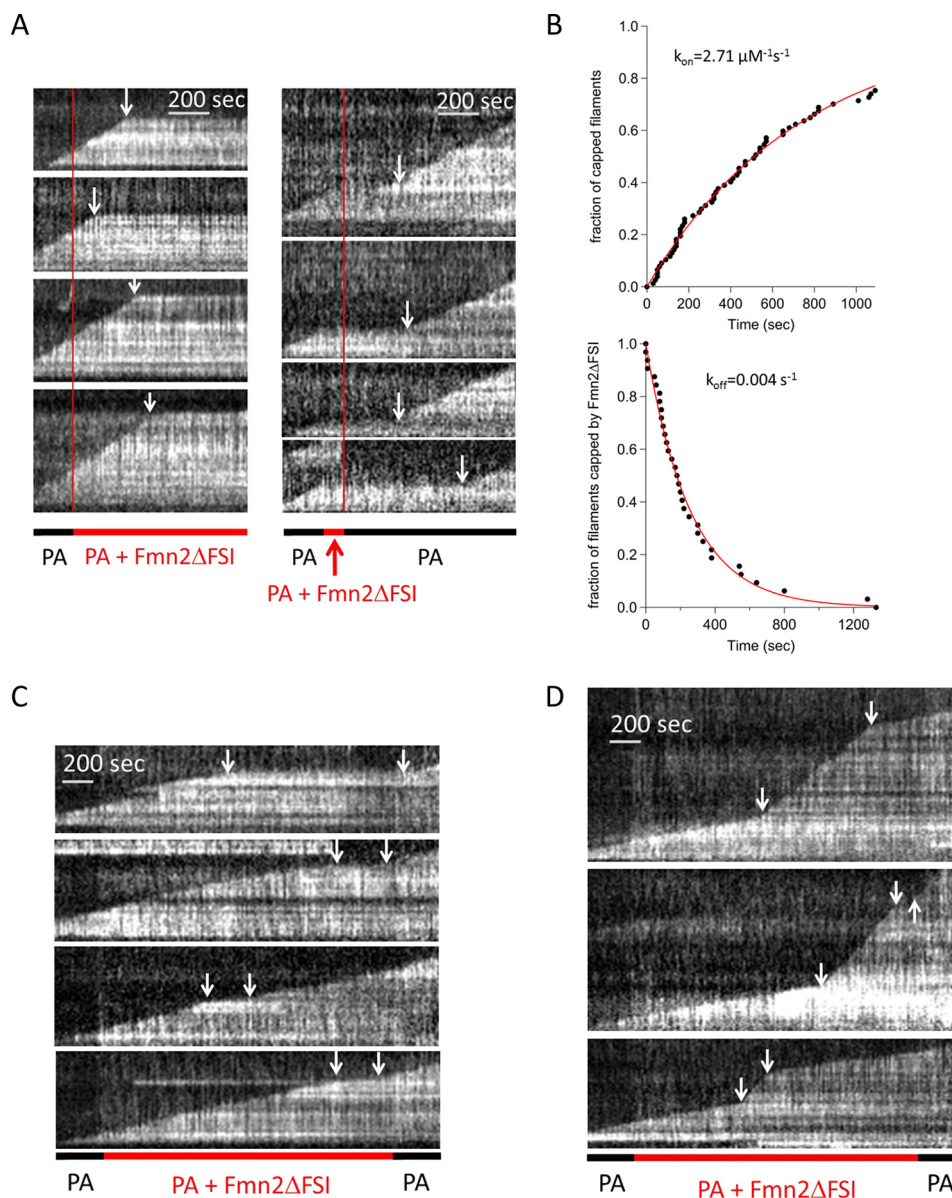 A
B
200 sec
200 sec
PA
PA + Fmn2ΔFSI
PA
PA
PA + Fmn2ΔFSI
fraction of capped filaments
1.0
0.8
0.6
0.4
0.2
0.0
kon=2.71 µM-1s-1
0
200
400
600
800
1000
Time (sec)
fraction of filaments capped by Fmn2ΔFSI
1.0
0.8
0.6
0.4
0.2
0.0
koff=0.004 s-1
0
400
800
1200
Time (sec)
C
D
200 sec
200 sec
PA
PA + Fmn2ΔFSI
PA
PA
PA + Fmn2ΔFSI
PA